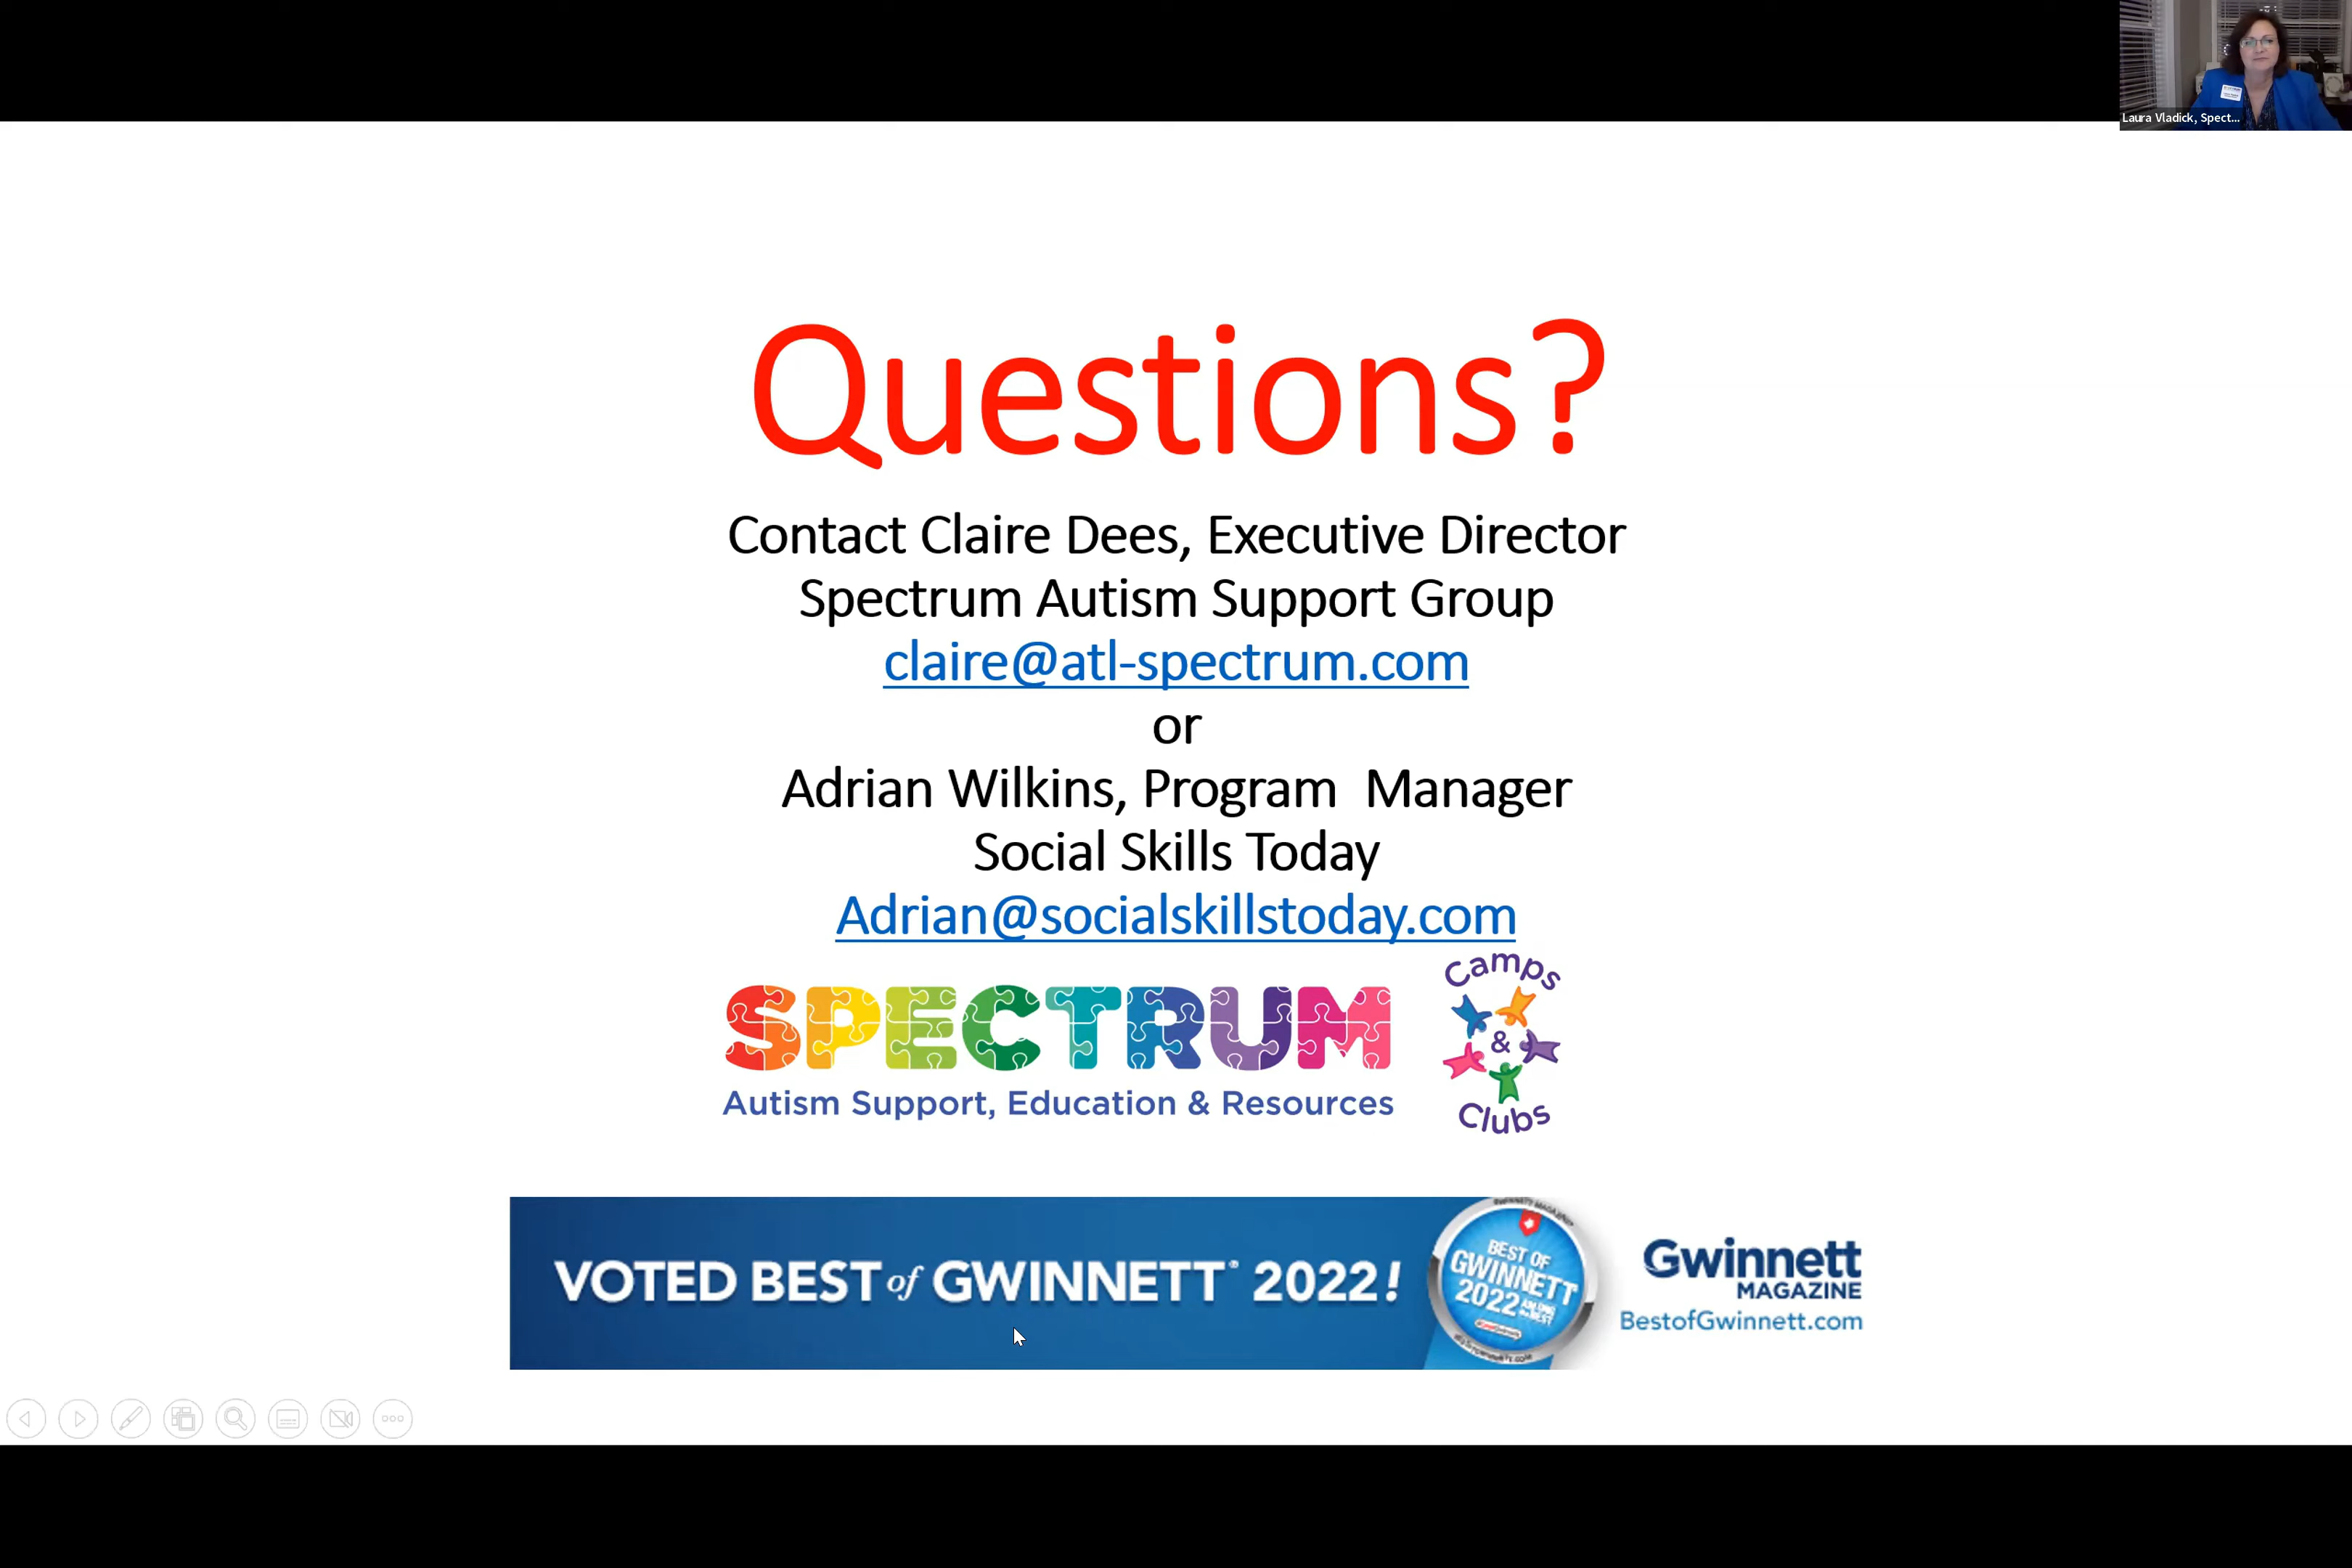 Laura Vladick, Spect...
Questions?
Contact Claire Dees, Executive Director
Spectrum Autism Support Group
claire@atl-spectrum.com
or
Adrian Wilkins, Program  Manager
Social Skills Today
Adrian@socialskillstoday.com
SPECTRUM
Autism Support, Education & Resources
Camps
&
Clubs
VOTED BEST of GWINNETT® 2022!
GWINNETT MAGAZINE
BEST OF
GWINNETT
2022
Gwinnett
MAGAZINE
BestofGwinnett.com